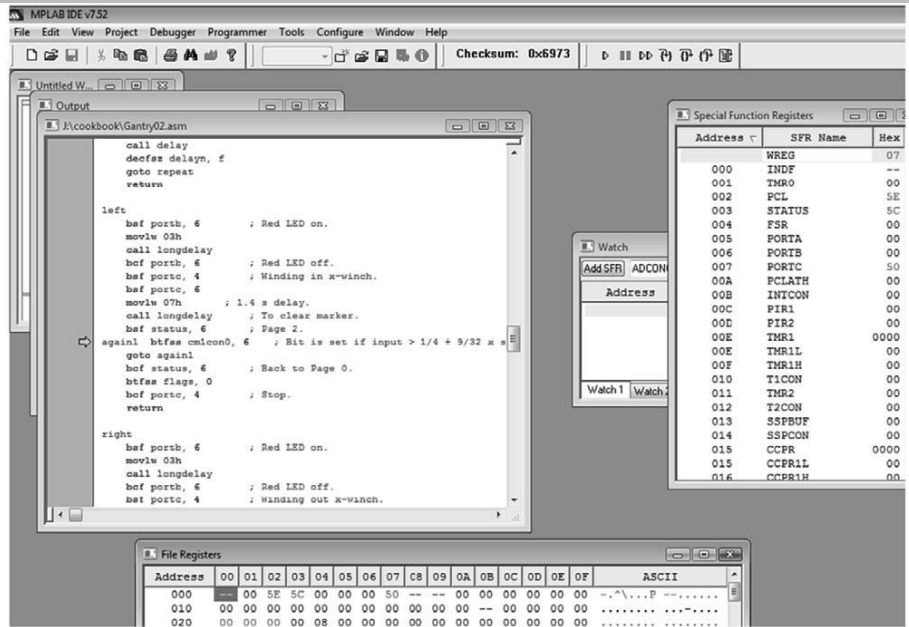 MPLAB IDE v7.52
File Edit View Project Debugger Programmer Tools Configure Window Help
Checksum: 0x6973
Untitled W...
Output
J:\cookbook\Gantry02.asm
call delay
decfsz delayn, f
goto repeat
return
left
bsf portb, 6 ; Red LED on.
movlw 03h
call longdelay
bcf portb, 6 ; Red LED off.
bsf portc, 4 ; Winding in x-winch.
bsf portc, 6
movlw 07h ; 1.4 s delay.
call longdelay ; To clear marker.
bsf status, 6 ; Page 2.
again1 btfss cm1con0, 6 ; Bit is set if input > 1/4 + 9/32 x s
goto again1
bcf status, 6 ; Back to Page 0.
btfss flags, 0
bcf portc, 4 ; Stop.
return
right
bsf portb, 6 ; Red LED on.
movlw 03h
call longdelay
bcf portb, 6 ; Red LED off.
bsf portc, 4 ; Winding out x-winch.
Watch
Add SFR ADCON
Address
Watch 1 Watch 2
Special Function Registers
Address SFR Name Hex
WREG 07
000 INDF --
001 TMR0 00
002 PCL 5E
003 STATUS 5C
004 FSR 00
005 PORTA 00
006 PORTB 00
007 PORTC 50
00A PCLATH 00
00B INTCON 00
00C PIR1 00
00D PIR2 00
00E TMR1 0000
00E TMR1L 00
00F TMR1H 00
010 T1CON 00
011 TMR2 00
012 T2CON 00
013 SSPBUF 00
014 SSPCON 00
015 CCPR 0000
015 CCPR1L 00
016 CCPR1H 00
File Registers
Address 00 01 02 03 04 05 06 07 C8 09 0A 0B 0C 0D 0E 0F ASCII
000 -- 00 5E 5C 00 00 00 50 -- -- 00 00 00 00 00 00 -.^\...P --......
010 00 00 00 00 00 00 00 00 00 00 00 -- 00 00 00 00 ........ ...-....
020 00 00 00 00 08 00 00 00 00 00 00 00 00 00 00 00 ........ ........